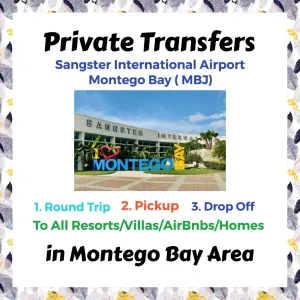 Private Transfers
Sangster International Airport
Montego Bay ( MBJ)
SANGSTER
MONTEGO BAY
1. Round Trip 2. Pickup 3. Drop Off
To All Resorts/Villas/AirBnbs/Homes
in Montego Bay Area